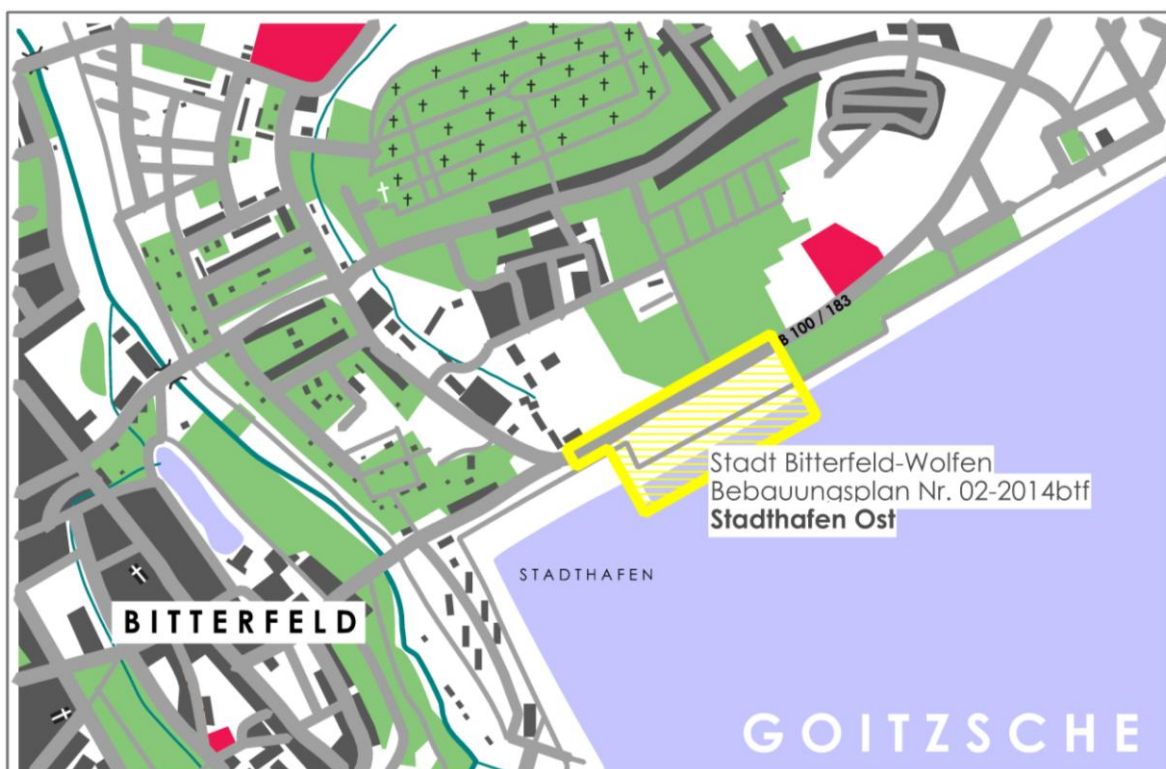 B 100 / 183
Stadt Bitterfeld-Wolfen
Bebauungsplan Nr. 02-2014btf
Stadthafen Ost
STADTHAFEN
BITTERFELD
GOITZSCHE